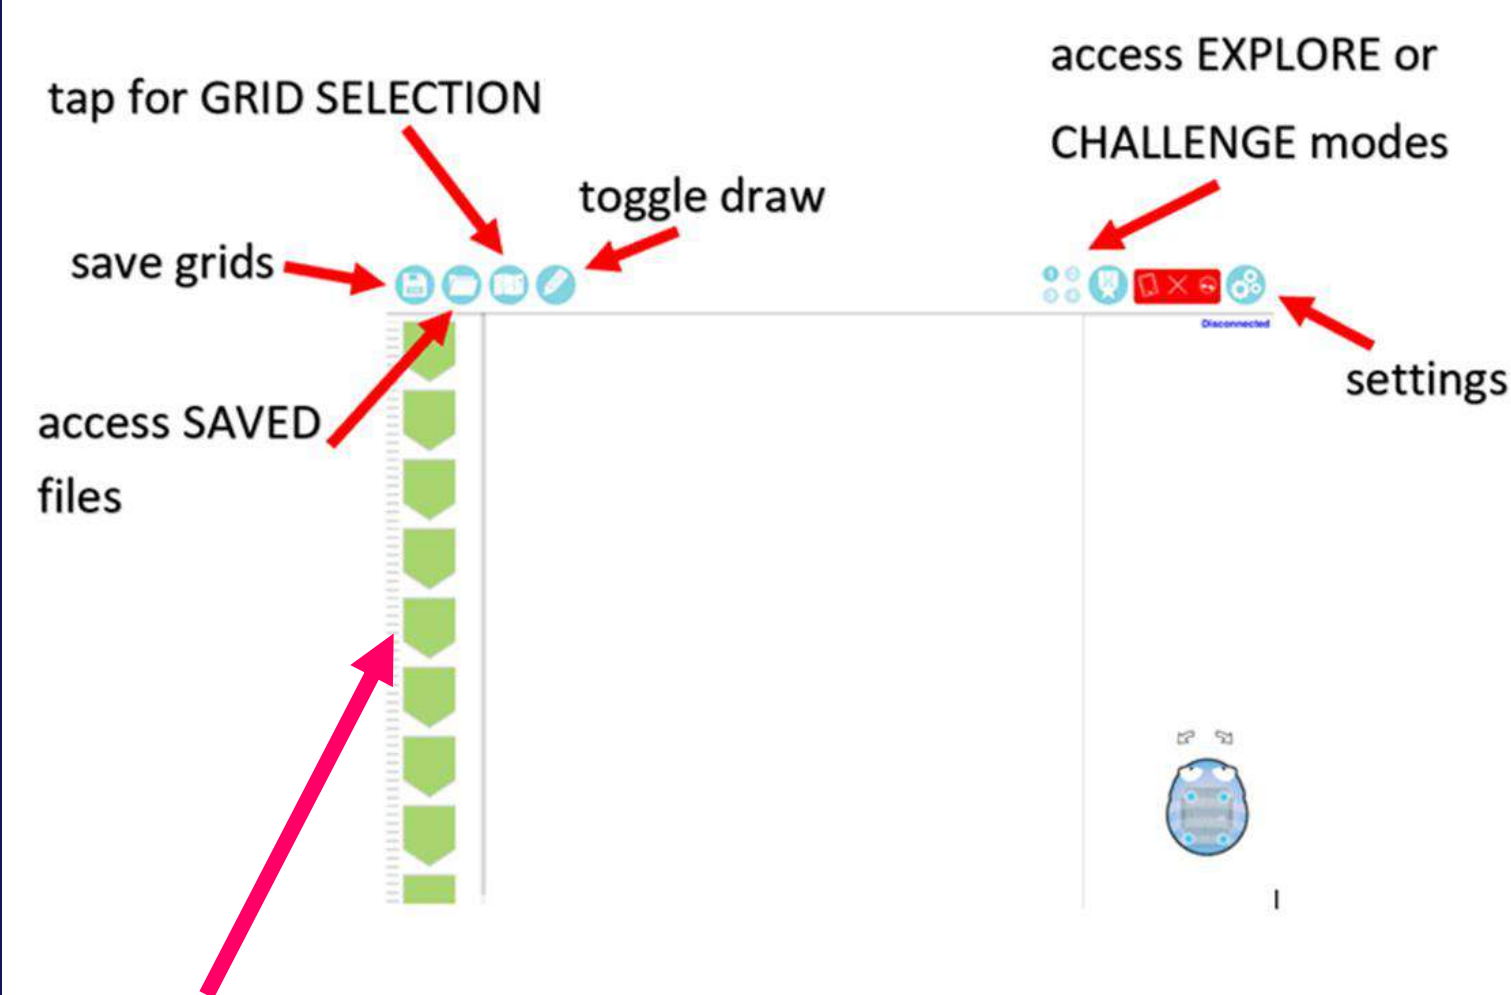 access EXPLORE or
CHALLENGE modes
tap for GRID SELECTION
toggle draw
save grids
Disconnected
settings
access SAVED
files